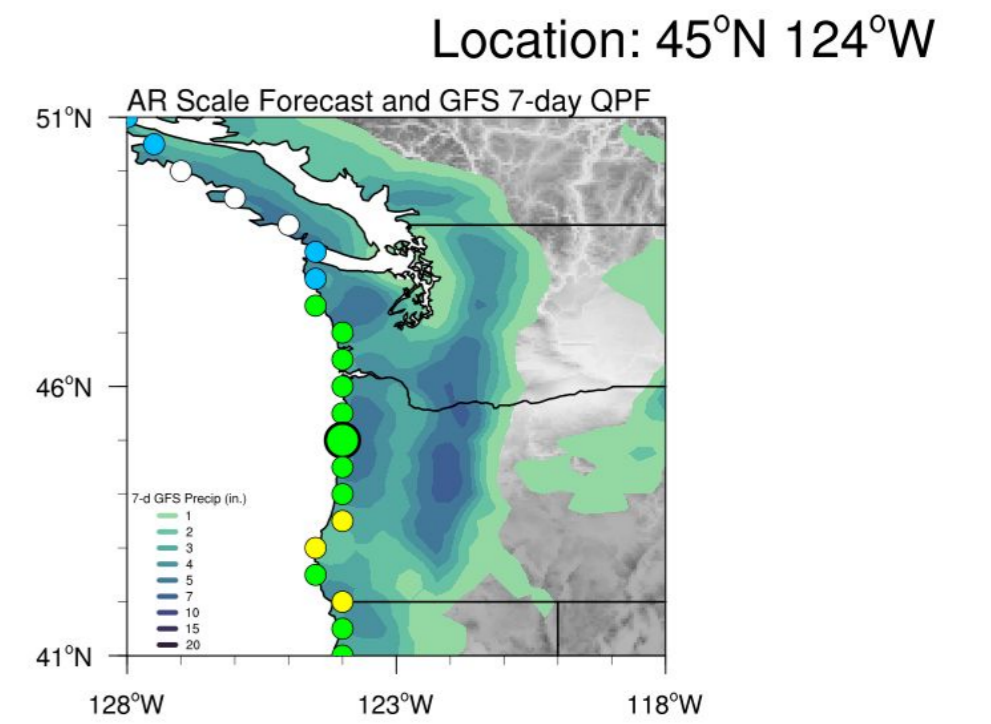 Location: 45°N 124°W
AR Scale Forecast and GFS 7-day QPF
51°N
46°N
7-d GFS Precip (in.)
1
2
3
4
5
7
10
15
20
41°N
128°W 123°W 118°W